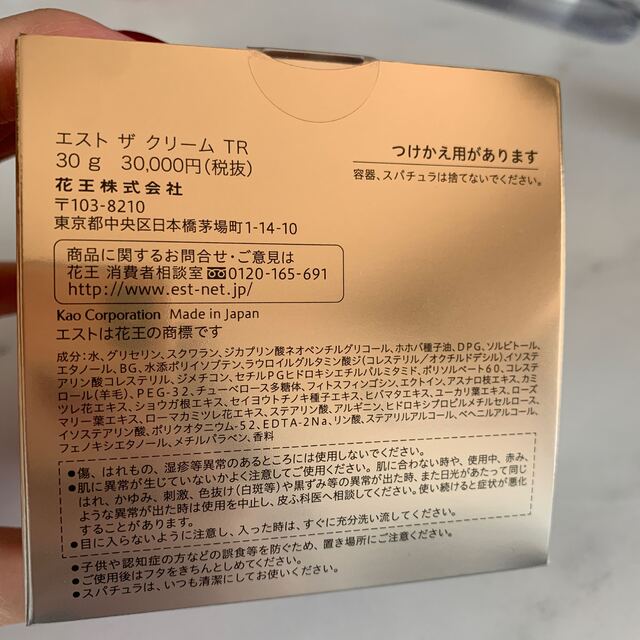 エスト ザ クリーム TR
30 g 30,000円(税抜)
花王株式会社
〒103-8210
東京都中央区日本橋茅場町1-14-10
つけかえ用があります
容器、スパチュラは捨てないでください。
商品に関するお問合せ・ご意見は
花王 消費者相談室 0120-165-691
http://www.est-net.jp/
Kao Corporation Made in Japan
エストは花王の商標です
成分:水、グリセリン、スクワラン、ジカプリン酸ネオペンチルグリコール、ホホバ種子油、DPG、ソルビトール、
エタノール、BG、水添ポリイソブテン、ラウロイルグルタミン酸ジ(コレステリル/オクチルドデシル)、イソステ
アリン酸コレステリル、ジメチコン、セチルPGヒドロキシエチルパルミタミド、ポリソルベート60、コレステ
ロール(羊毛)、PEG-32、チューベローズ多糖体、フィトスフィンゴシン、エクトイン、アスナロ枝エキス、カミ
ツレ花エキス、ショウガ根エキス、セイヨウトチノキ種子エキス、ヒバマタエキス、ユーカリ葉エキス、ローズ
マリー葉エキス、ローマカミツレ花エキス、ステアリン酸、アルギニン、ヒドロキシプロピルメチルセルロース、
イソステアリン酸、ポリクオタニウム-52、EDTA-2Na、リン酸、ステアリルアルコール、ベヘニルアルコール、
フェノキシエタノール、メチルパラベン、香料
●傷、はれもの、湿疹等異常のあるところには使用しないでください。
●肌に異常が生じていないかよく注意してご使用ください。肌に合わない時や、使用中、赤み、
はれ、かゆみ、刺激、色抜け(白斑等)や黒ずみ等の異常が出た時、また日光があたって同じ
ような異常が出た時は使用を中止し、皮ふ科医へ相談してください。使い続けると症状が悪化
することがあります。
●目に入らないように注意し、入った時は、すぐに充分洗い流してください。
●子供や認知症の方などの誤食等を防ぐため、置き場所にご注意ください。
●ご使用後はフタをきちんとしめてください。
●スパチュラは、いつも清潔にしてお使いください。